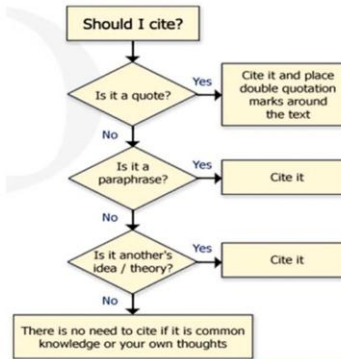 Should I cite?
Is it a quote?
Yes
Cite it and place
double quotation
marks around
the text
No
Is it a
paraphrase?
Yes
Cite it
No
Is it another's
idea / theory?
Yes
Cite it
No
There is no need to cite if it is common
knowledge or your own thoughts